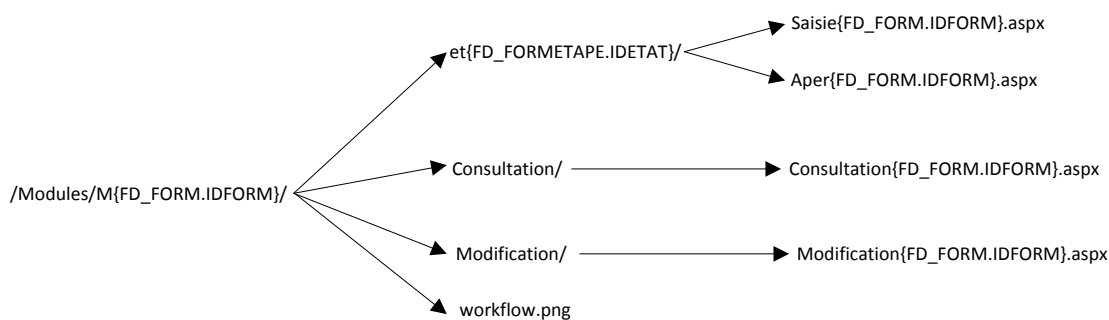 Saisie{FD_FORM.IDFORM}.aspx
et{FD_FORMETAPE.IDETAT}/
Aper{FD_FORM.IDFORM}.aspx
Consultation/
Consultation{FD_FORM.IDFORM}.aspx
/Modules/M{FD_FORM.IDFORM}/
Modification/
Modification{FD_FORM.IDFORM}.aspx
workflow.png